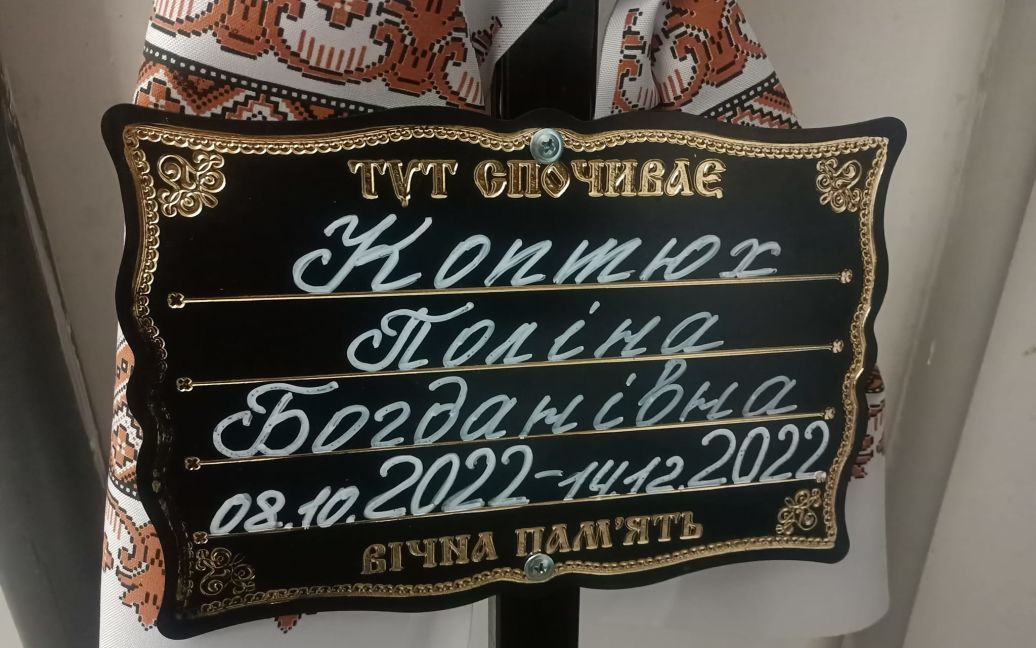 ТУТ СПОЧИВАЄ
Коптюх
Поліна
Богданівна
08.10.2022-14.12.2022
ВІЧНА ПАМ'ЯТЬ